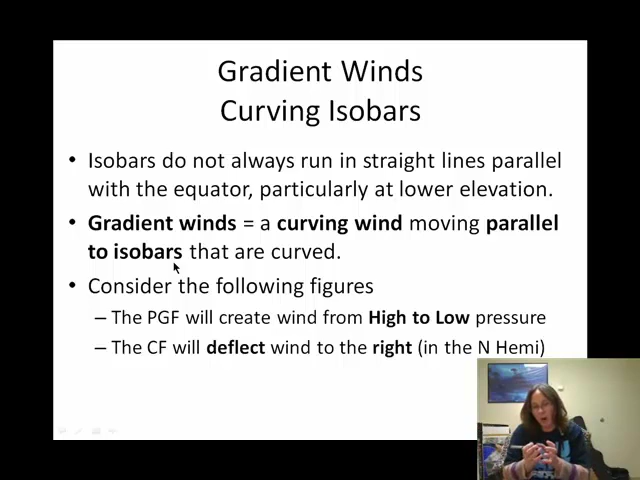 Gradient Winds
Curving Isobars
• Isobars do not always run in straight lines parallel
with the equator, particularly at lower elevation.
• Gradient winds = a curving wind moving parallel
to isobars that are curved.
• Consider the following figures
– The PGF will create wind from High to Low pressure
– The CF will deflect wind to the right (in the N Hemi)